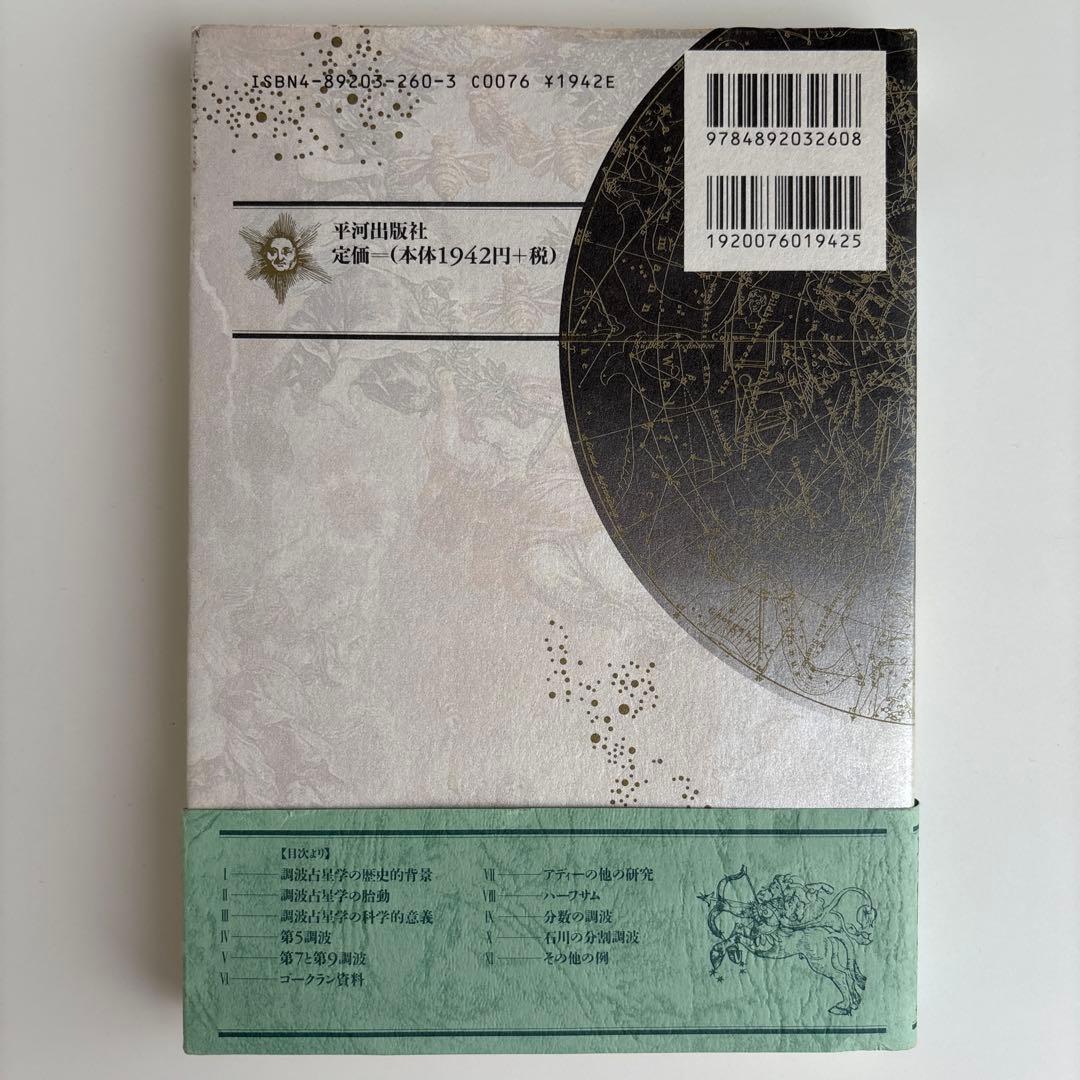 ISBN4-89203-260-3 C0076 ¥1942E
9784892032608
1920076019425
平河出版社
定価=(本体1942円+税)
【目次より】
I 調波占星学の歴史的背景
II 調波占星学の胎動
III 調波占星学の科学的意義
IV 第5調波
V 第7と第9調波
VI ゴークラン資料
VII アディーの他の研究
VIII ハーフサム
IX 分数の調波
X 石川の分割調波
XI その他の例